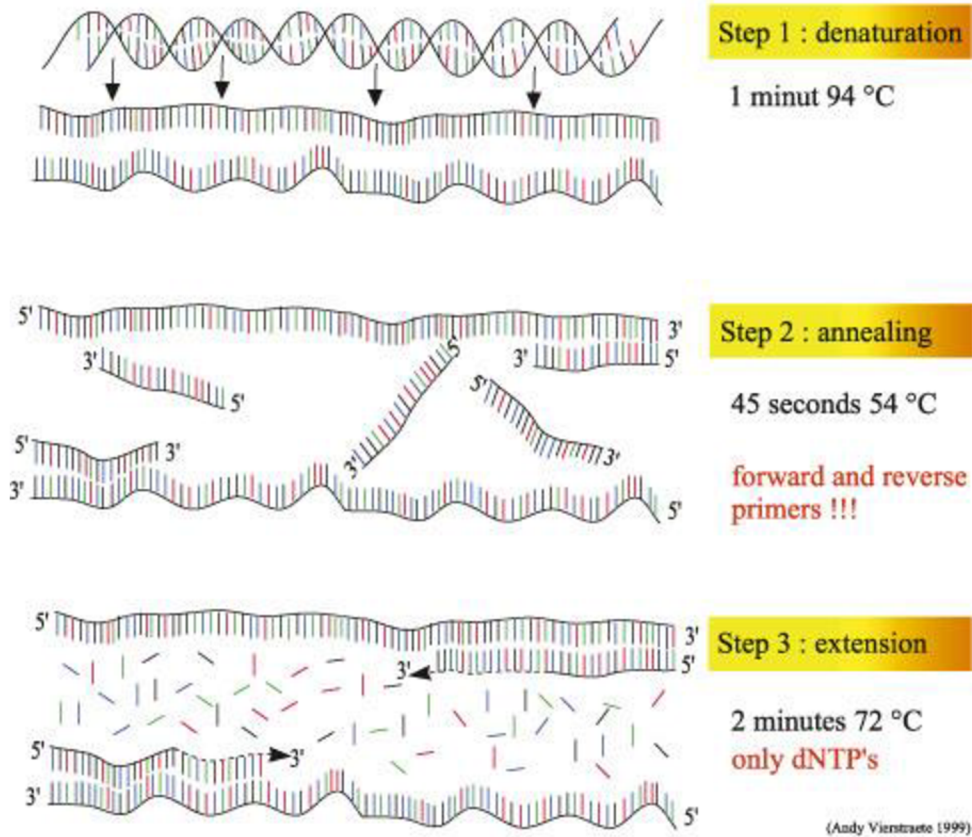 Step 1 : denaturation
1 minut 94 °C
5'
3'
Step 2 : annealing
3'
5'
5'
3'
5'
45 seconds 54 °C
5'
3'
3'
3'
forward and reverse
primers !!!
3'
5'
5'
3'
Step 3 : extension
3'
5'
2 minutes 72 °C
only dNTP's
5'
3'
3'
5'
(Andy Vierstraete 1999)